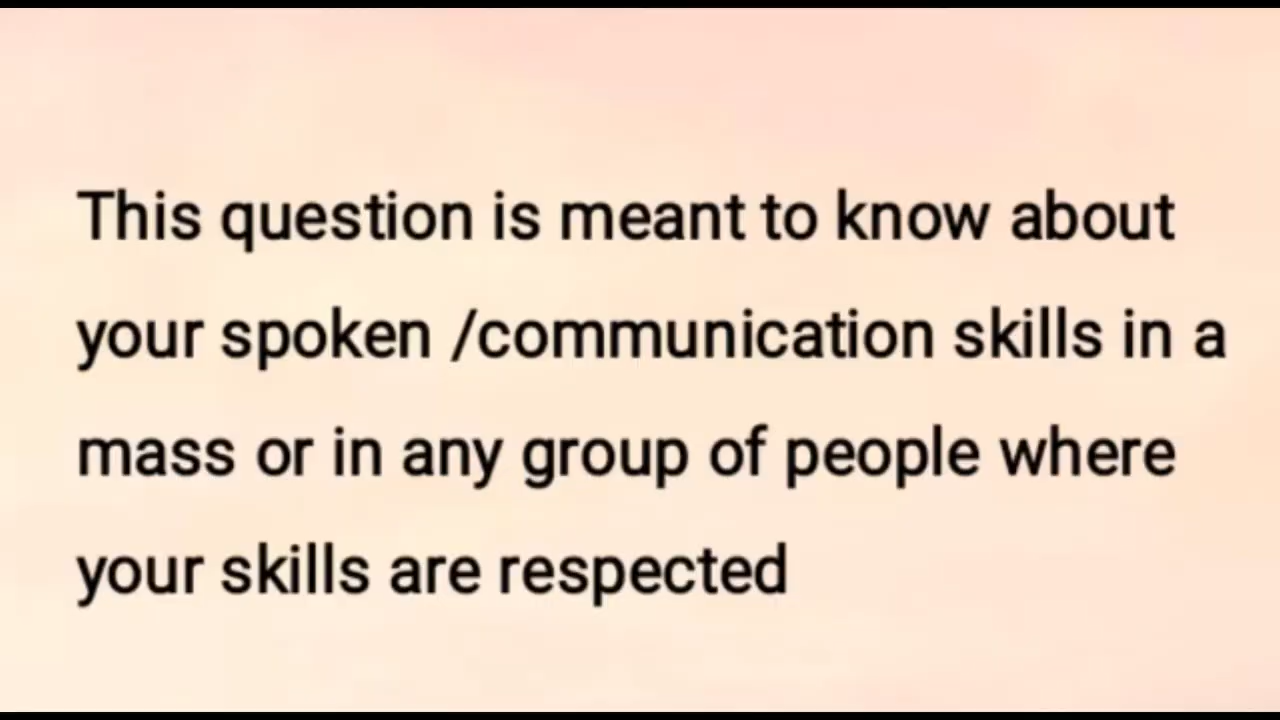 This question is meant to know about
your spoken /communication skills in a
mass or in any group of people where
your skills are respected